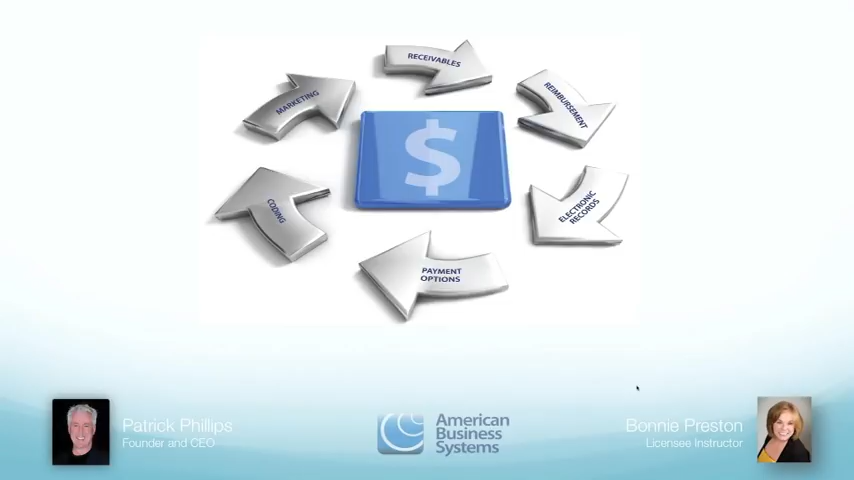 RECEIVABLES
MARKETING
REIMBURSEMENT
$
ELECTRONIC
RECORDS
CODING
PAYMENT
OPTIONS
Patrick Phillips
Founder and CEO
American
Business
Systems
Bonnie Preston
Licensee Instructor